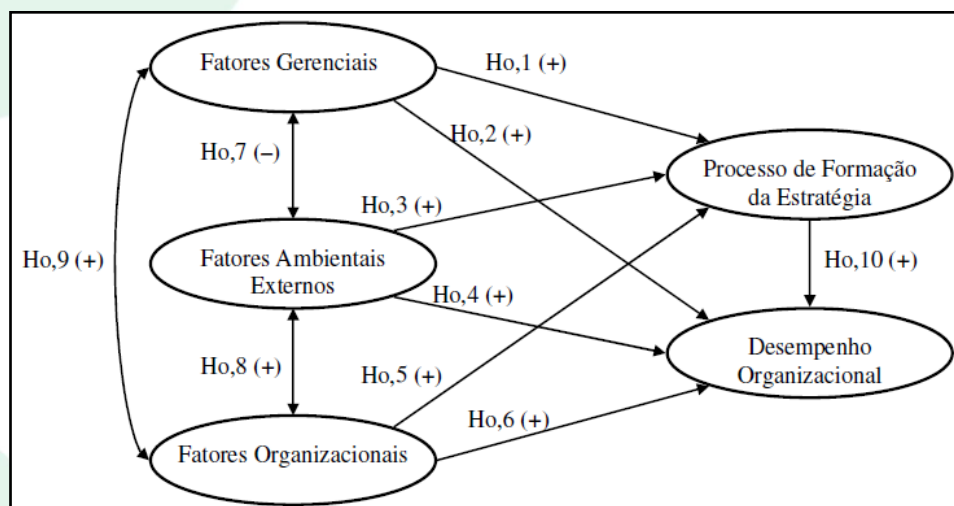 Fatores Gerenciais
Ho,1 (+)
Ho,2 (+)
Ho,7 (–)
Processo de Formação
da Estratégia
Ho,3 (+)
Ho,9 (+)
Fatores Ambientais
Externos
Ho,10 (+)
Ho,4 (+)
Ho,8 (+)
Ho,5 (+)
Desempenho
Organizacional
Ho,6 (+)
Fatores Organizacionais